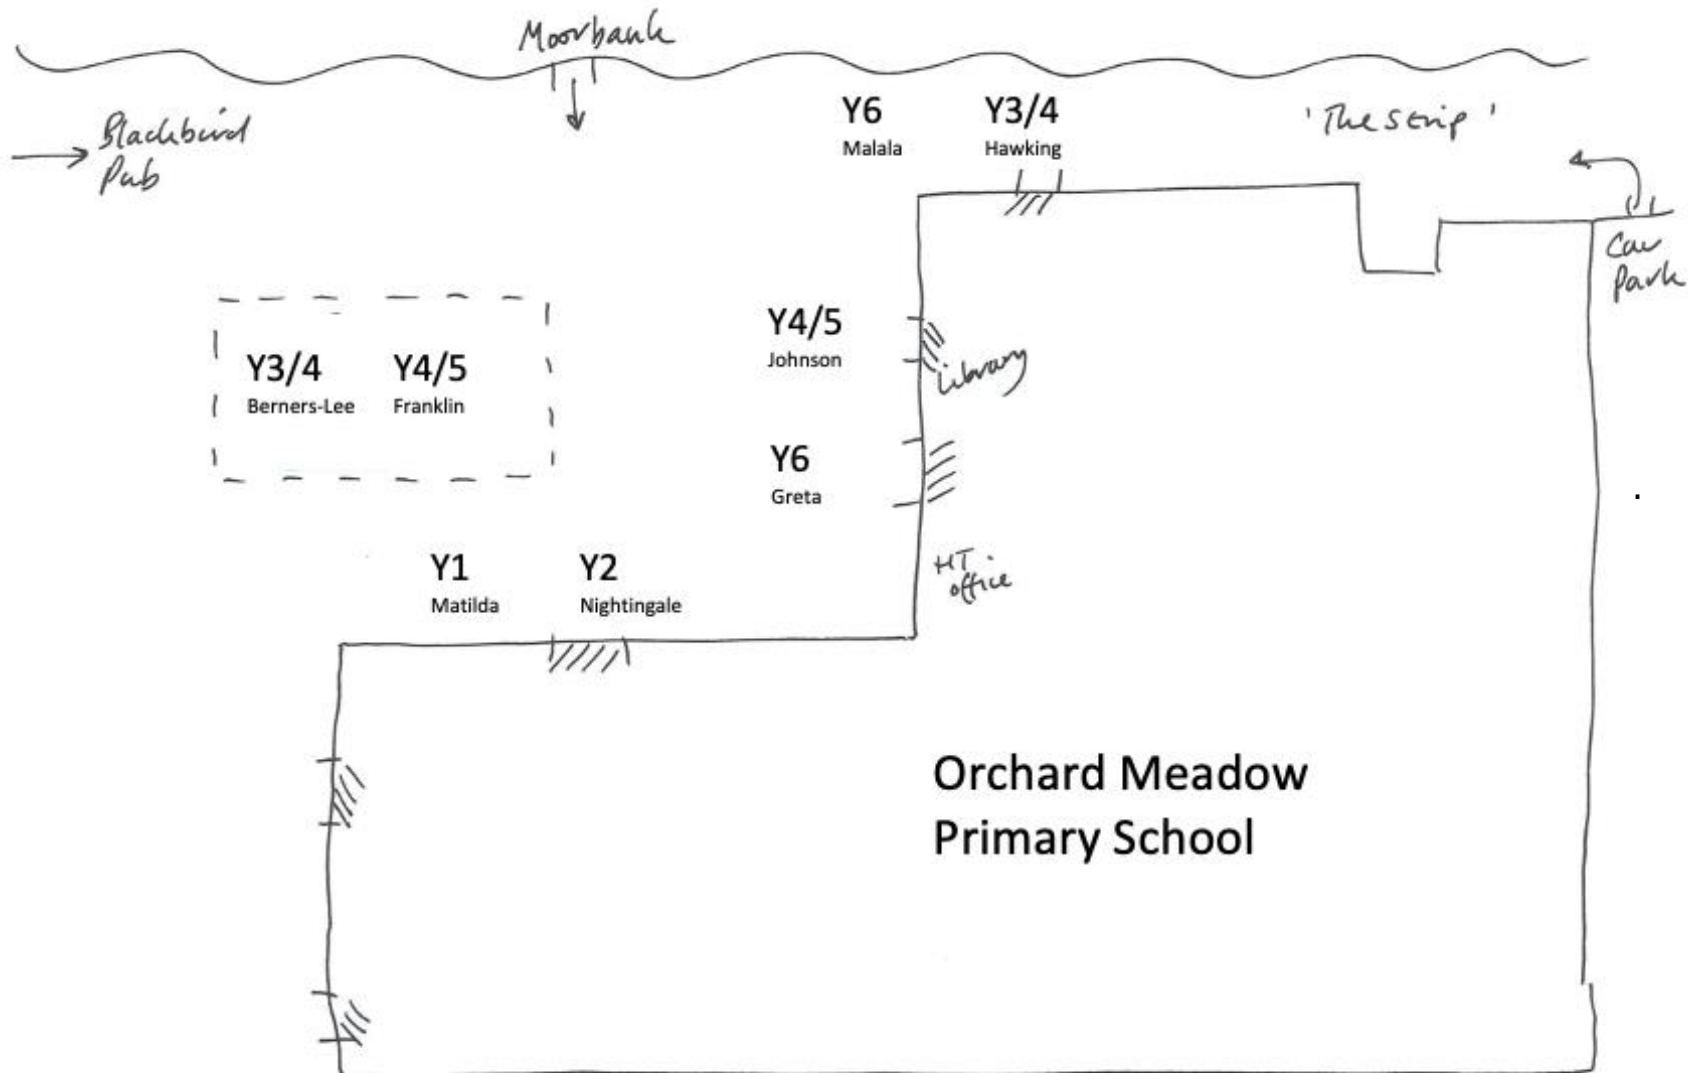 Moorbank
Blackbird
Pub
Y6
Malala
Y3/4
Hawking
'The Strip'
Car
Park
Y4/5
Johnson
Library
Y3/4
Berners-Lee
Y4/5
Franklin
Y6
Greta
HT.
office
Y1
Matilda
Y2
Nightingale
Orchard Meadow
Primary School